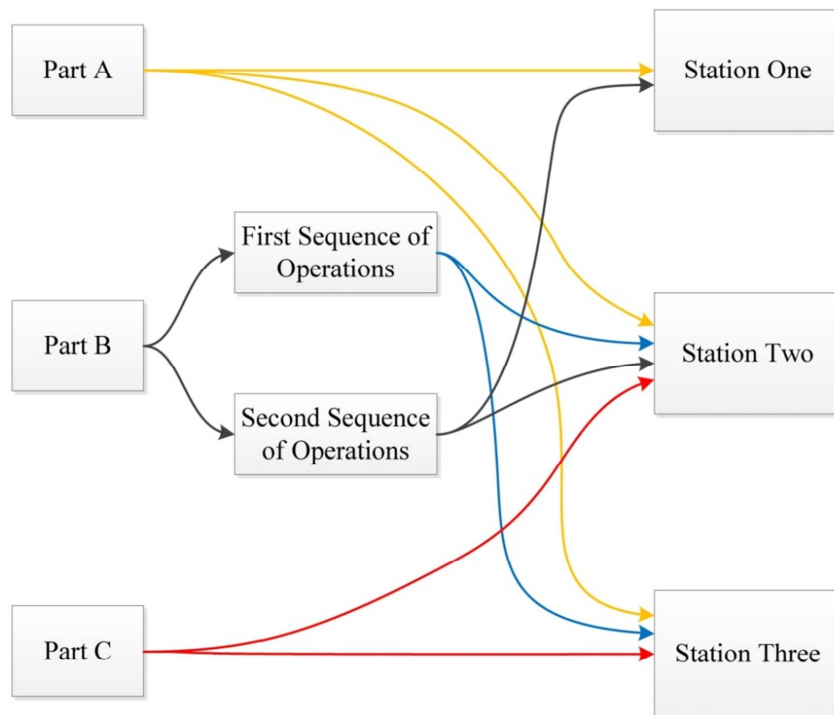 Part A
Station One
First Sequence of
Operations
Part B
Station Two
Second Sequence
of Operations
Part C
Station Three